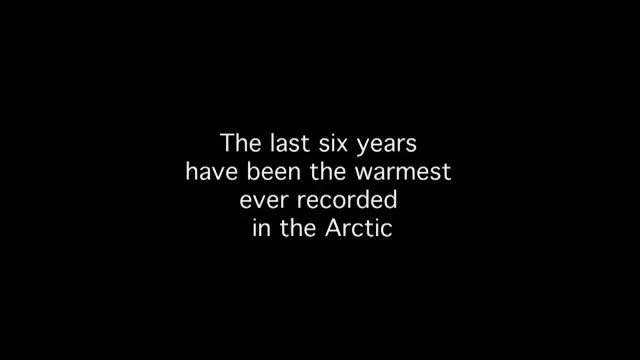 The last six years
have been the warmest
ever recorded
in the Arctic